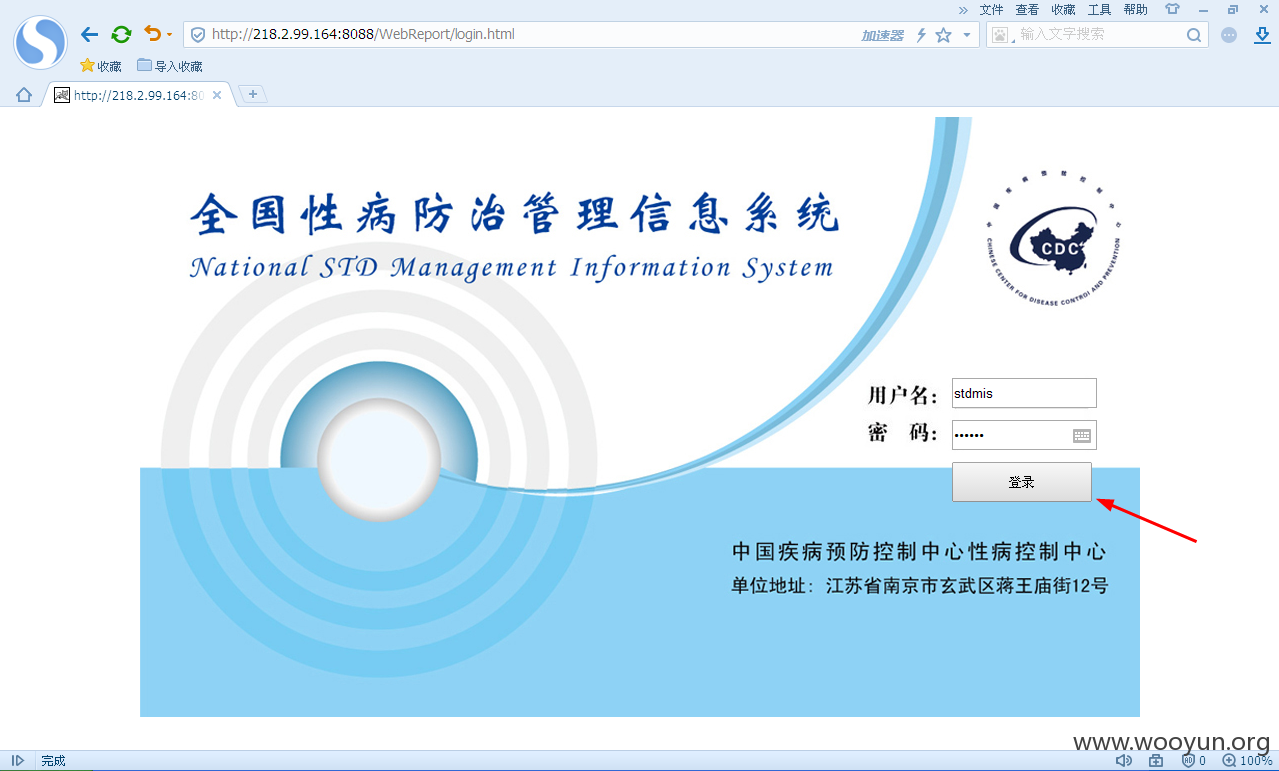 » 文件 查看 收藏 工具 帮助
http://218.2.99.164:8088/WebReport/login.html 加速器 输入文字搜索
收藏 导入收藏
http://218.2.99.164:80
全国性病防治管理信息系统
National STD Management Information System
CDC
CHINESE CENTER FOR DISEASE CONTROL AND PREVENTION
用户名： stdmis
密 码： ••••••
登录
中国疾病预防控制中心性病控制中心
单位地址：江苏省南京市玄武区蒋王庙街12号
www.wooyun.org
完成 0 100%